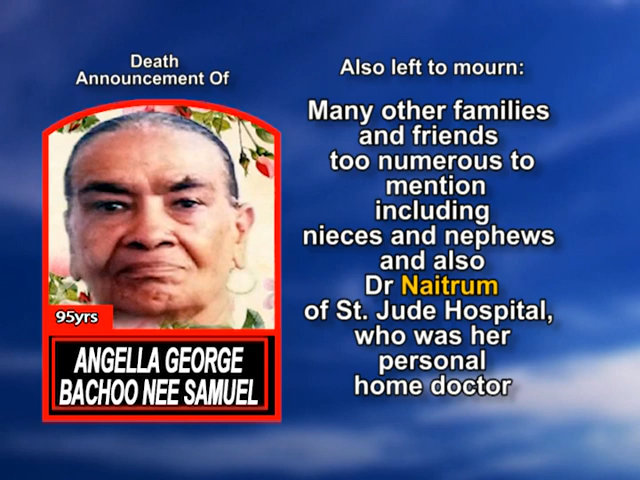 Death
Announcement Of
95yrs
ANGELLA GEORGE
BACHOO NEE SAMUEL
Also left to mourn:
Many other families
and friends
too numerous to
mention
including
nieces and nephews
and also
Dr Naitrum
of St. Jude Hospital,
who was her
personal
home doctor